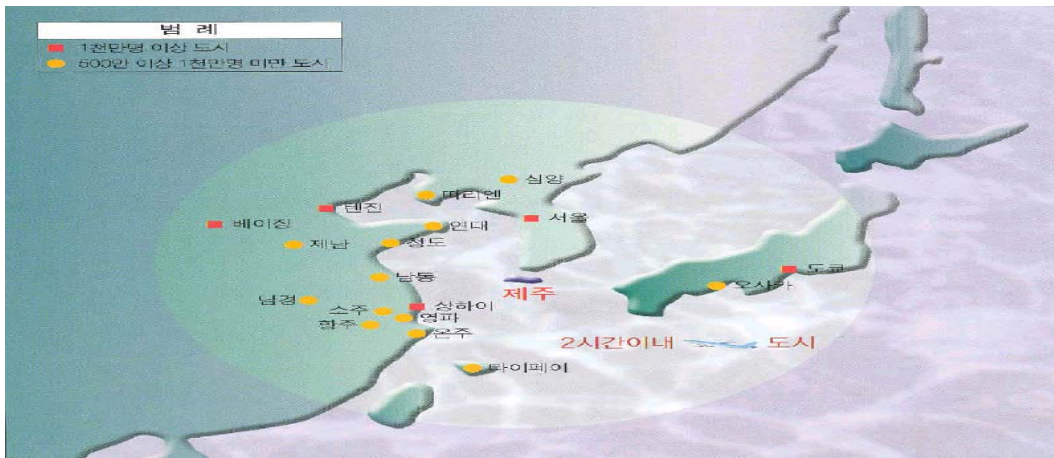 범 례
1천만명 이상 도시
500만 이상 1천만명 미만 도시
심양
따리엔
텐진
서울
베이징
연대
제남
청도
도쿄
남동
오사카
제주
남경
상하이
소주
영파
항주
온주
2시간이내 도시
타이페이